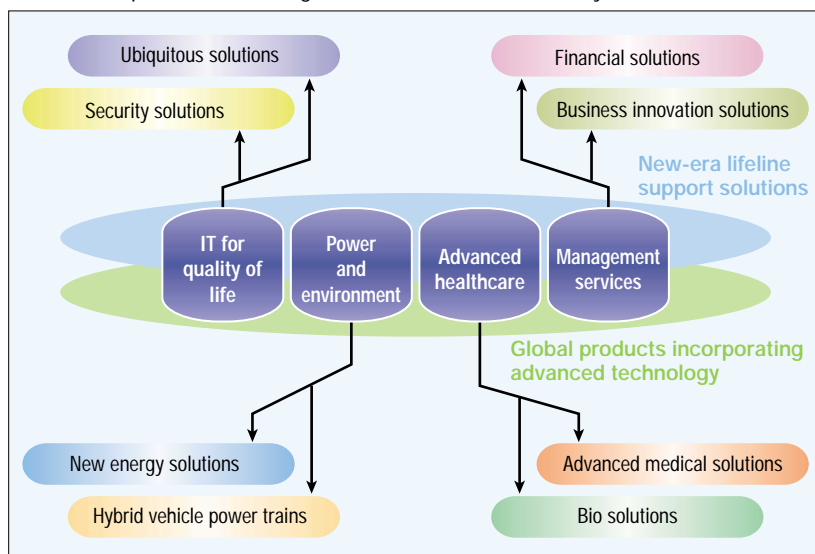 Ubiquitous solutions
Financial solutions
Security solutions
Business innovation solutions
New-era lifeline
support solutions
IT for
quality of
life
Power
and
environment
Advanced
healthcare
Management
services
Global products incorporating
advanced technology
New energy solutions
Advanced medical solutions
Hybrid vehicle power trains
Bio solutions